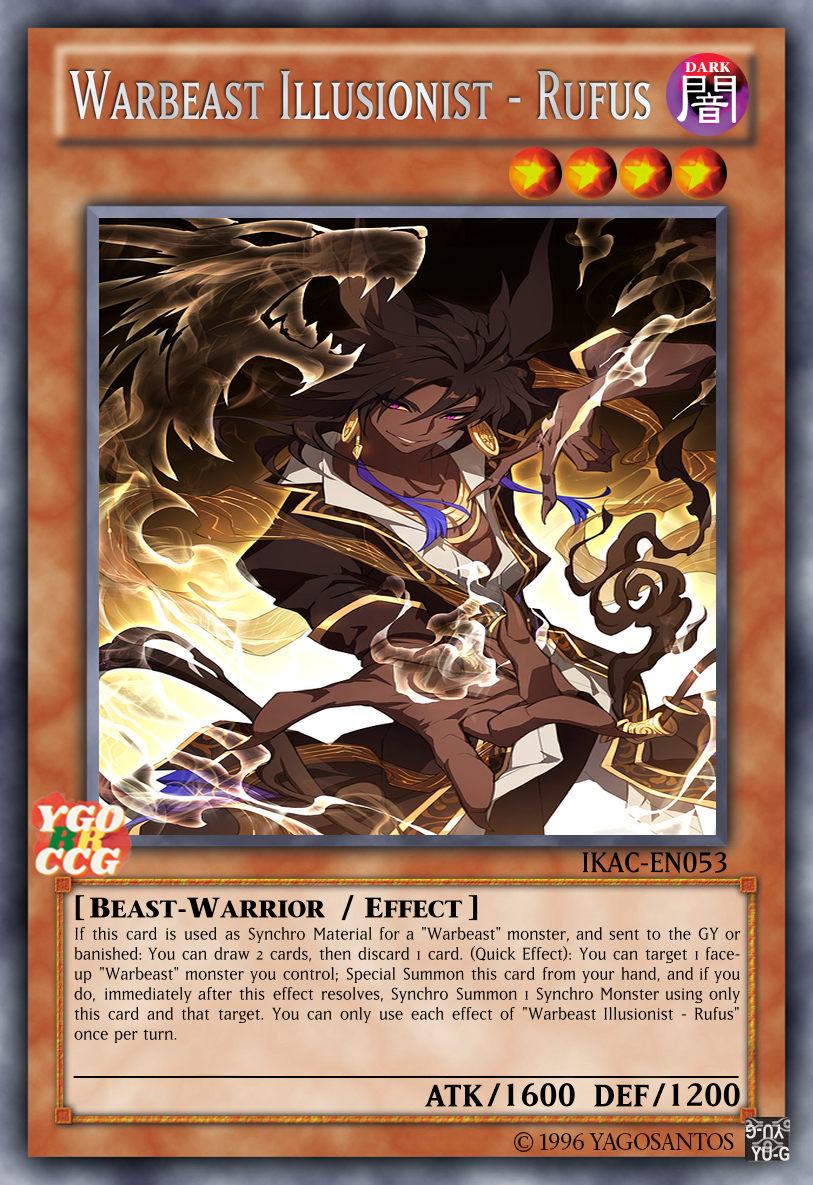 Warbeast Illusionist - Rufus
DARK
闇
YGO
BR
CCG
IKAC-EN053
[ Beast-Warrior / Effect ]
If this card is used as Synchro Material for a "Warbeast" monster, and sent to the GY or
banished: You can draw 2 cards, then discard 1 card. (Quick Effect): You can target 1 face-
up "Warbeast" monster you control; Special Summon this card from your hand, and if you
do, immediately after this effect resolves, Synchro Summon 1 Synchro Monster using only
this card and that target. You can only use each effect of "Warbeast Illusionist - Rufus"
once per turn.
ATK/1600 DEF/1200
© 1996 YAGOSANTOS
YU-G